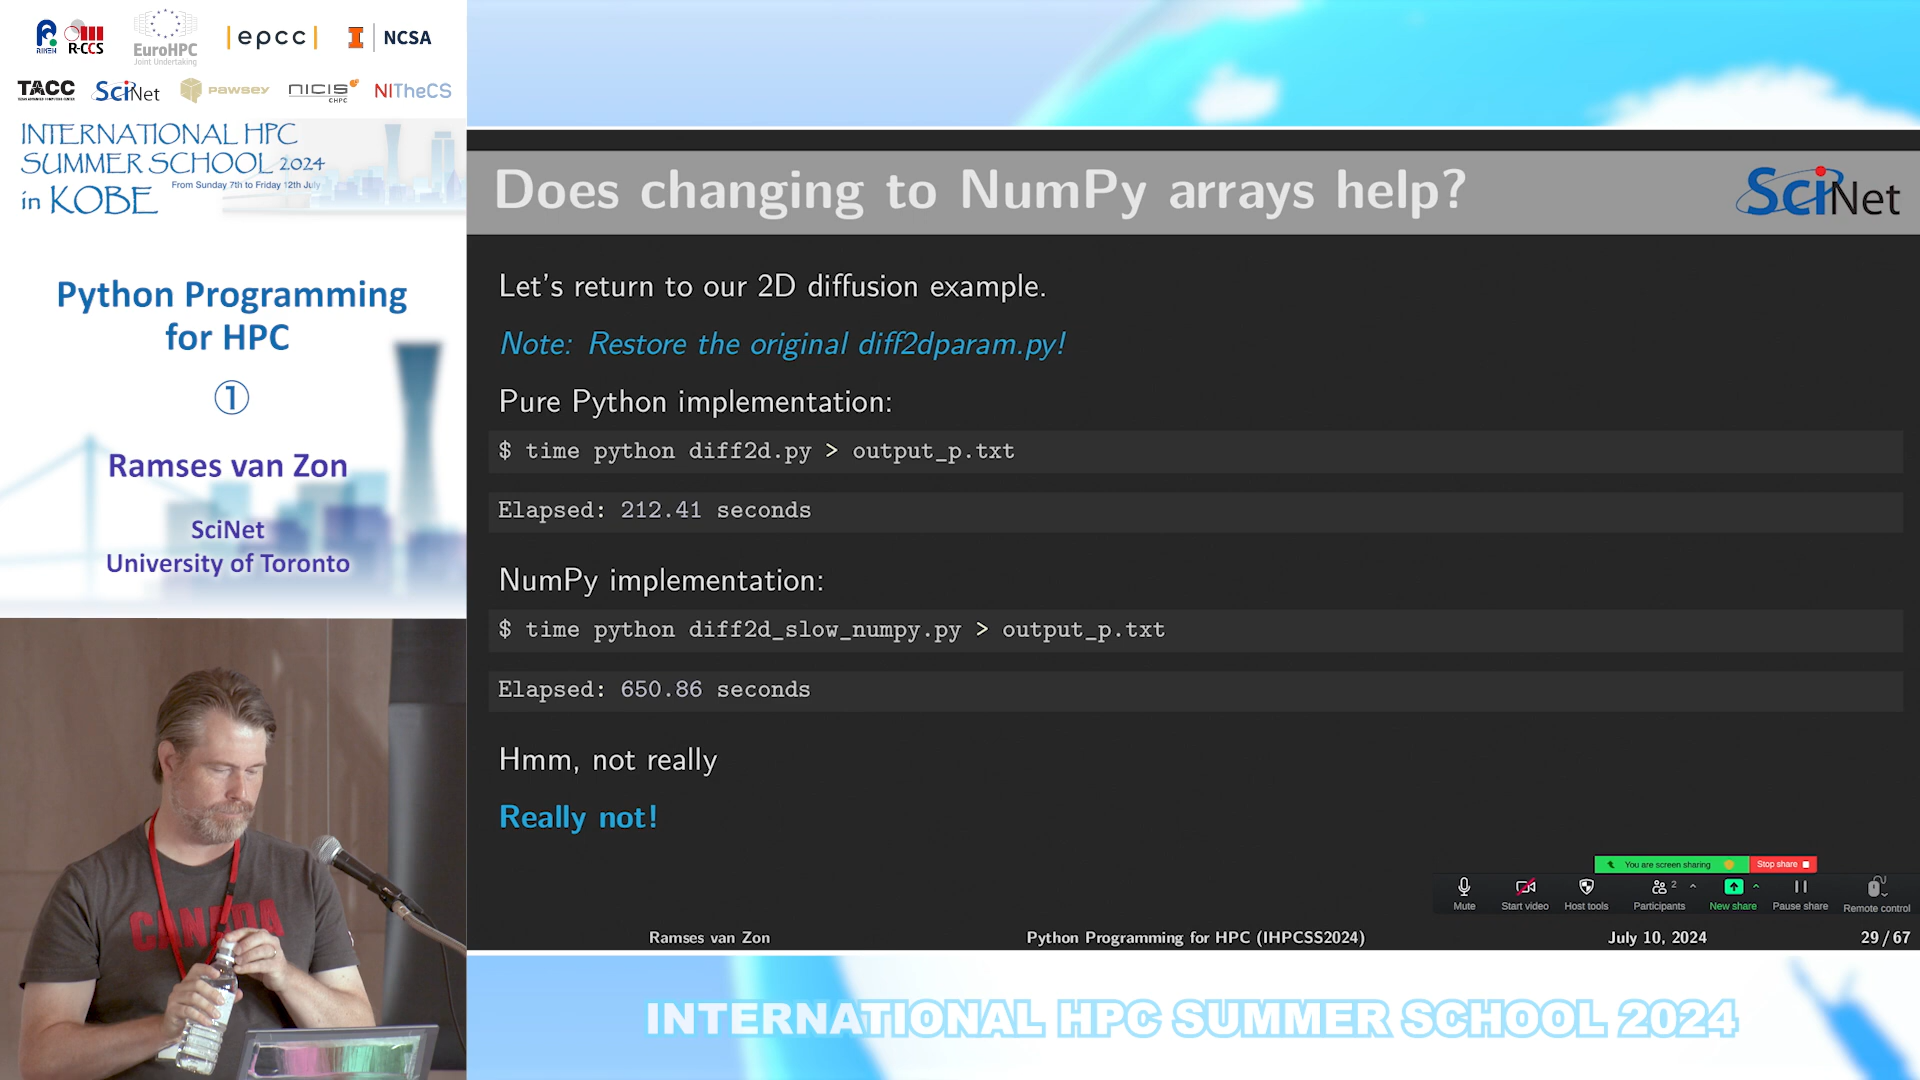 RIKEN
R-CCS
EuroHPC
Joint Undertaking
epcc
NCSA
TACC
SciNet
PAWSEY
NICIS
CHPC
NITheCS
INTERNATIONAL HPC
SUMMER SCHOOL 2024
in KOBE
From Sunday 7th to Friday 12th July
Python Programming
for HPC
①
Ramses van Zon
SciNet
University of Toronto
CANADA
Does changing to NumPy arrays help?
SciNet
Let's return to our 2D diffusion example.
Note: Restore the original diff2dparam.py!
Pure Python implementation:
$ time python diff2d.py > output_p.txt
Elapsed: 212.41 seconds
NumPy implementation:
$ time python diff2d_slow_numpy.py > output_p.txt
Elapsed: 650.86 seconds
Hmm, not really
Really not!
You are screen sharing
Stop share
Mute
Start video
Host tools
Participants
2
New share
Pause share
Remote control
Ramses van Zon
Python Programming for HPC (IHPCSS2024)
July 10, 2024
29 / 67
INTERNATIONAL HPC SUMMER SCHOOL 2024